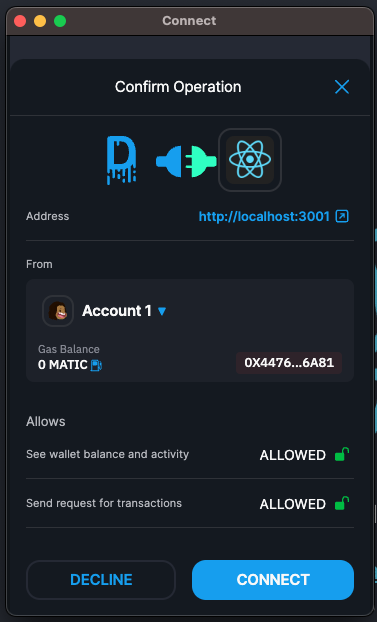 Connect
Confirm Operation
Address
http://localhost:3001
From
Account 1
Gas Balance
0 MATIC
0X4476...6A81
Allows
See wallet balance and activity
ALLOWED
Send request for transactions
ALLOWED
DECLINE
CONNECT